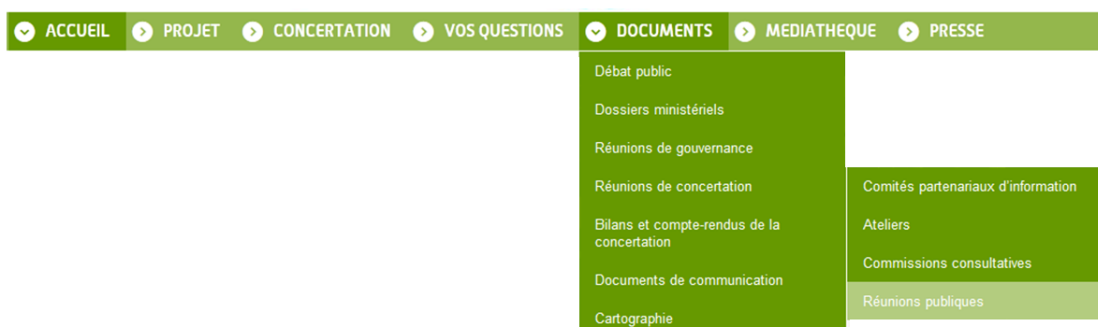 ACCUEIL PROJET CONCERTATION VOS QUESTIONS DOCUMENTS MEDIATHEQUE PRESSE
Débat public
Dossiers ministériels
Réunions de gouvernance
Réunions de concertation
Bilans et compte-rendus de la
concertation
Documents de communication
Cartographie
Comités partenariaux d'information
Ateliers
Commissions consultatives
Réunions publiques